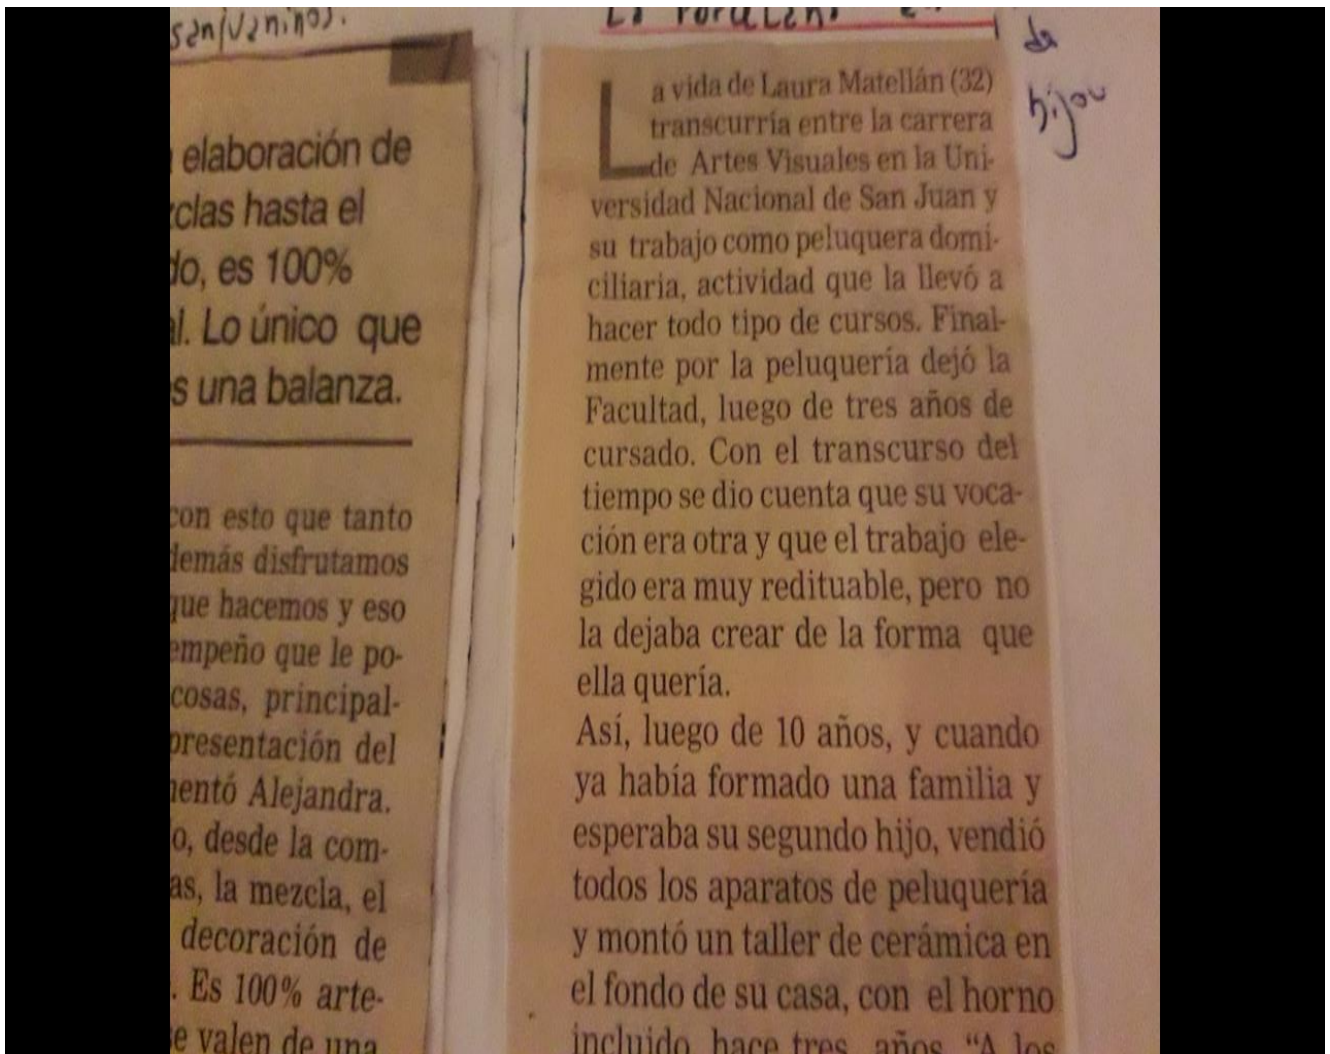 elaboración de
hasta el
es 100%
Lo único que
una balanza.
con esto que tanto
disfrutamos
que hacemos y eso
que le po-
cosas, principal-
presentación del
Alejandra.
desde la com-
la mezcla, el
decoración de
. Es 100% arte-
valen de una
La vida de Laura Matellán (32)
transcurría entre la carrera
de Artes Visuales en la Uni-
versidad Nacional de San Juan y
su trabajo como peluquera domi-
ciliaria, actividad que la llevó a
hacer todo tipo de cursos. Final-
mente por la peluquería dejó la
Facultad, luego de tres años de
cursado. Con el transcurso del
tiempo se dio cuenta que su voca-
ción era otra y que el trabajo ele-
gido era muy redituable, pero no
la dejaba crear de la forma que
ella quería.
Así, luego de 10 años, y cuando
ya había formado una familia y
esperaba su segundo hijo, vendió
todos los aparatos de peluquería
y montó un taller de cerámica en
el fondo de su casa, con el horno
incluido, hace tres años. “A los
de